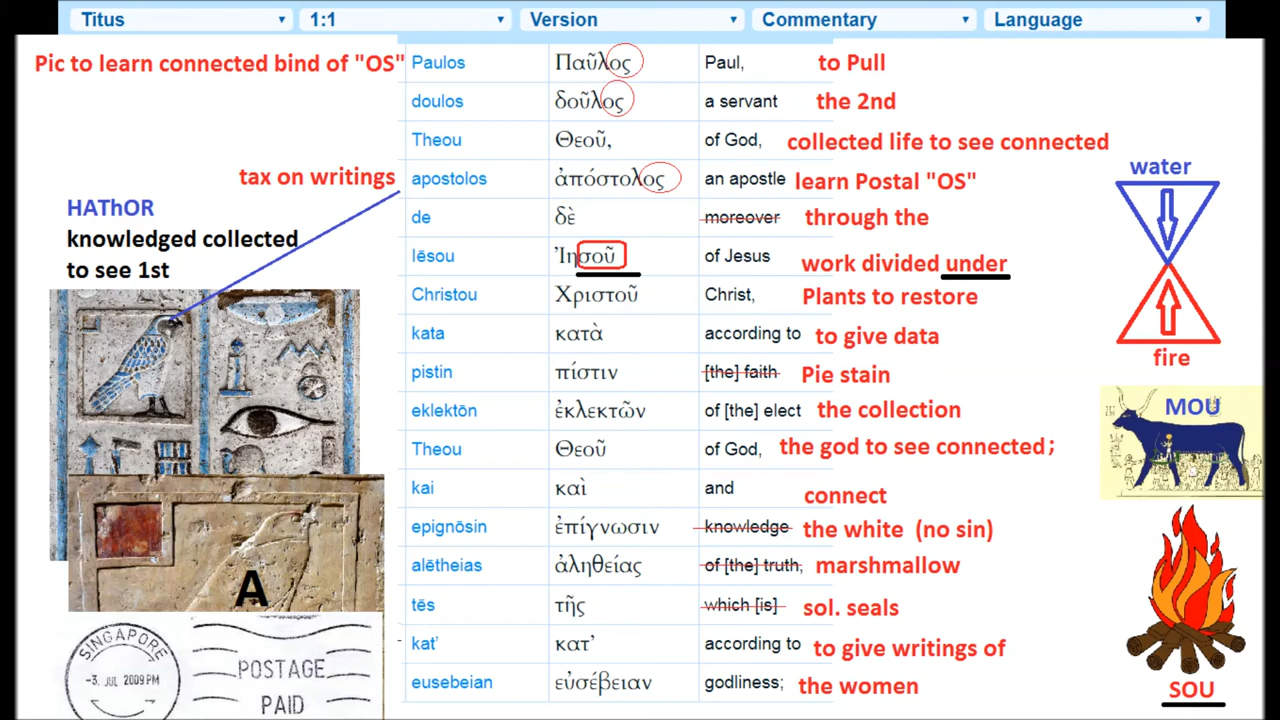 Titus 1:1 Version Commentary Language
Pic to learn connected bind of "OS"
Paulos Παῦλος Paul, to Pull
doulos δοῦλος a servant the 2nd
Theou Θεοῦ, of God, collected life to see connected
tax on writings
apostolos ἀπόστολος an apostle learn Postal "OS"
de δὲ moreover through the
HAThOR
knowledged collected
to see 1st
Iēsou Ἰησοῦ of Jesus work divided under
Christou Χριστοῦ Christ, Plants to restore
kata κατὰ according to to give data
pistin πίστιν [the] faith Pie stain
eklektōn ἐκλεκτῶν of [the] elect the collection
Theou Θεοῦ of God, the god to see connected;
kai καὶ and connect
epignōsin ἐπίγνωσιν knowledge the white (no sin)
alētheias ἀληθείας of [the] truth, marshmallow
tēs τῆς which [is] sol. seals
kat’ κατ’ according to to give writings of
eusebeian εὐσέβειαν godliness; the women
water
fire
MOU
SOU
A
SINGAPORE
-3. JUL 2009 PM
POSTAGE
PAID